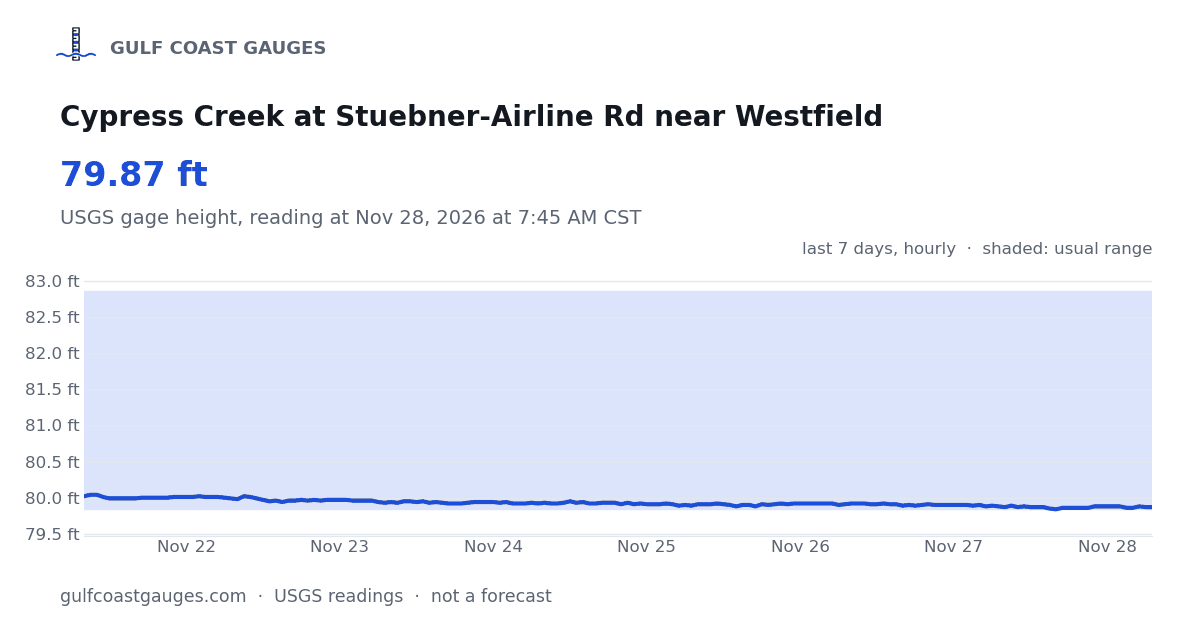 GULF COAST GAUGES
Cypress Creek at Stuebner-Airline Rd near Westfield
79.87 ft
USGS gage height, reading at Nov 28, 2026 at 7:45 AM CST
last 7 days, hourly · shaded: usual range
83.0 ft
82.5 ft
82.0 ft
81.5 ft
81.0 ft
80.5 ft
80.0 ft
79.5 ft
Nov 22 Nov 23 Nov 24 Nov 25 Nov 26 Nov 27 Nov 28
gulfcoastgauges.com · USGS readings · not a forecast